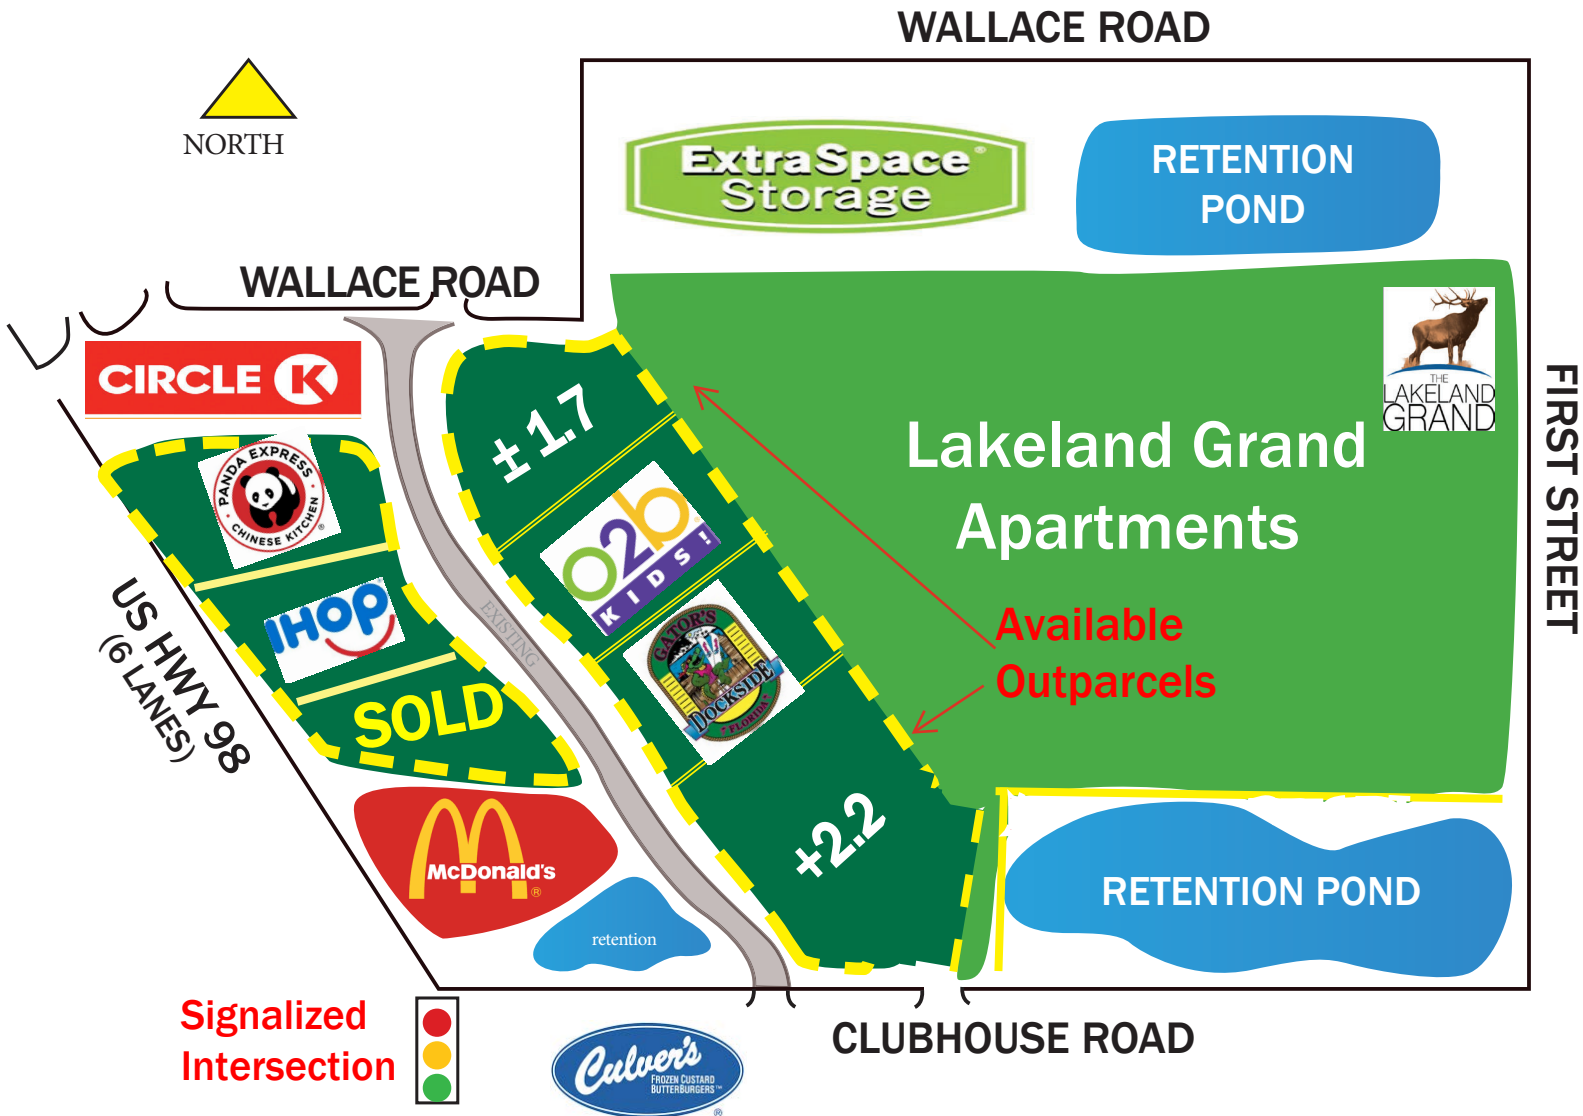 WALLACE ROAD
NORTH
ExtraSpace®
Storage
RETENTION
POND
WALLACE ROAD
CIRCLE K
THE
LAKELAND
GRAND
FIRST STREET
± 1.7
Lakeland Grand
Apartments
PANDA EXPRESS
CHINESE KITCHEN
®
o2b
KIDS!
US HWY 98
(6 LANES)
IHOP
EXISTING
GATOR'S
DOCKSIDE
FLORIDA
Available
Outparcels
SOLD
+2.2
McDonald's
®
RETENTION POND
retention
Signalized
Intersection
CLUBHOUSE ROAD
Culver's
FROZEN CUSTARD
BUTTERBURGERS™
®